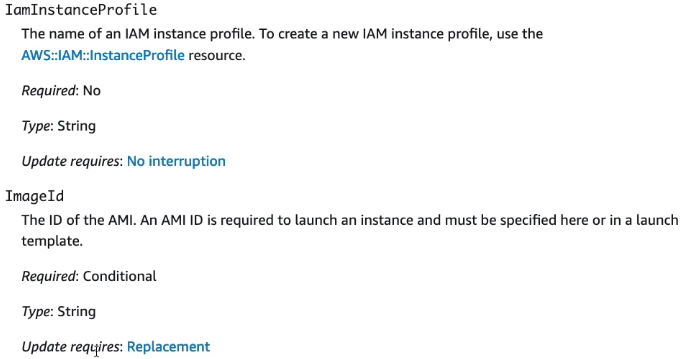 IamInstanceProfile
The name of an IAM instance profile. To create a new IAM instance profile, use the
AWS::IAM::InstanceProfile resource.
Required: No
Type: String
Update requires: No interruption
ImageId
The ID of the AMI. An AMI ID is required to launch an instance and must be specified here or in a launch
template.
Required: Conditional
Type: String
Update requires: Replacement